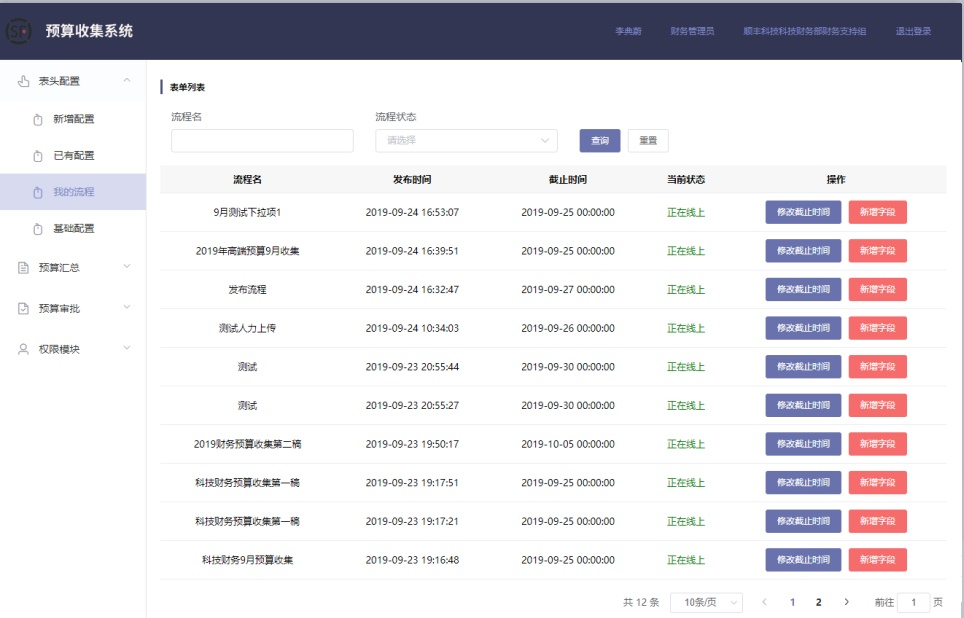 预算收集系统
李典蔚 财务管理员 顺丰科技科技财务部财务支持组 退出登录
表头配置
新增配置
已有配置
我的流程
基础配置
预算汇总
预算审批
权限模块
表单列表
流程名 流程状态
请选择 查询 重置
流程名 发布时间 截止时间 当前状态 操作
9月测试下拉项1 2019-09-24 16:53:07 2019-09-25 00:00:00 正在线上 修改截止时间 新增字段
2019年高端预算9月收集 2019-09-24 16:39:51 2019-09-25 00:00:00 正在线上 修改截止时间 新增字段
发布流程 2019-09-24 16:32:47 2019-09-27 00:00:00 正在线上 修改截止时间 新增字段
测试人力上传 2019-09-24 10:34:03 2019-09-26 00:00:00 正在线上 修改截止时间 新增字段
测试 2019-09-23 20:55:44 2019-09-30 00:00:00 正在线上 修改截止时间 新增字段
测试 2019-09-23 20:55:27 2019-09-30 00:00:00 正在线上 修改截止时间 新增字段
2019财务预算收集第二稿 2019-09-23 19:50:17 2019-10-05 00:00:00 正在线上 修改截止时间 新增字段
科技财务预算收集第一稿 2019-09-23 19:17:51 2019-09-25 00:00:00 正在线上 修改截止时间 新增字段
科技财务预算收集第一稿 2019-09-23 19:17:21 2019-09-25 00:00:00 正在线上 修改截止时间 新增字段
科技财务9月预算收集 2019-09-23 19:16:48 2019-09-25 00:00:00 正在线上 修改截止时间 新增字段
共 12 条 10条/页 1 2 前往 1 页